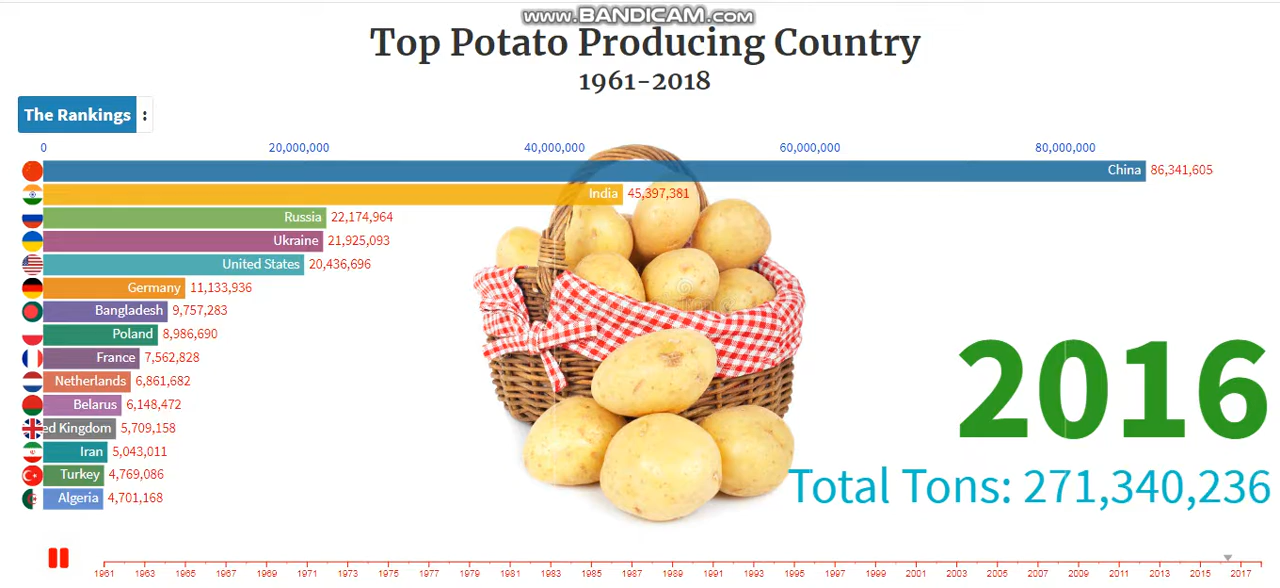 www.BANDICAM.com
Top Potato Producing Country
1961-2018
The Rankings :
0 20,000,000 40,000,000 60,000,000 80,000,000
China 86,341,605
India 45,397,381
Russia 22,174,964
Ukraine 21,925,093
United States 20,436,696
Germany 11,133,936
Bangladesh 9,757,283
Poland 8,986,690
France 7,562,828
Netherlands 6,861,682
Belarus 6,148,472
ed Kingdom 5,709,158
Iran 5,043,011
Turkey 4,769,086
Algeria 4,701,168
2016
Total Tons: 271,340,236
1961 1963 1965 1967 1969 1971 1973 1975 1977 1979 1981 1983 1985 1987 1989 1991 1993 1995 1997 1999 2001 2003 2005 2007 2009 2011 2013 2015 2017